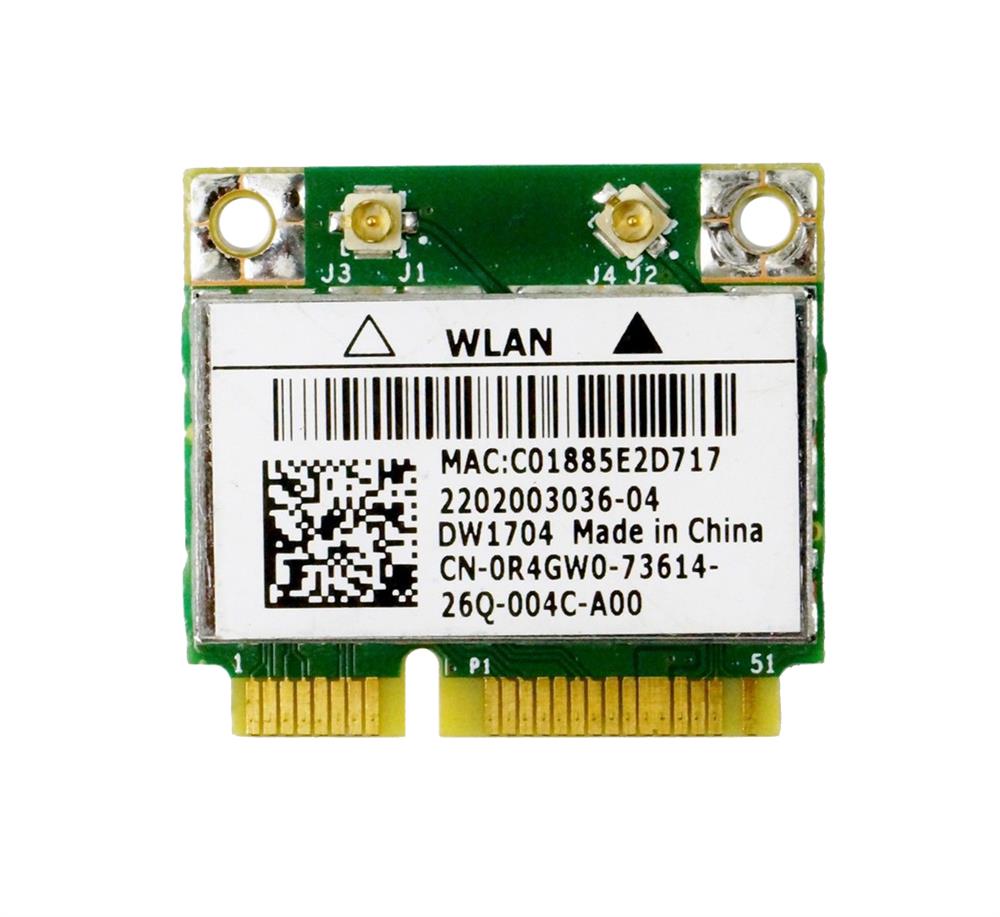 J3 J1 J4 J2
WLAN
MAC:C01885E2D717
2202003036-04
DW1704 Made in China
CN-0R4GW0-73614-
26Q-004C-A00
1 P1 51